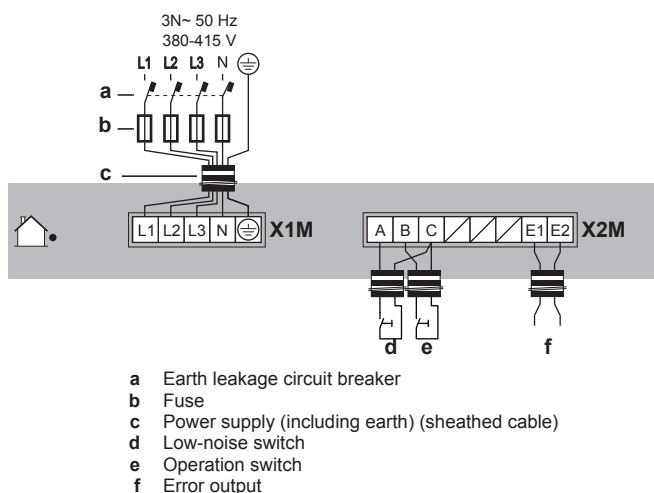 3N~ 50 Hz
380-415 V
L1 L2 L3 N
a
b
c
L1 L2 L3 N X1M
A B C E1 E2 X2M
d e f
a Earth leakage circuit breaker
b Fuse
c Power supply (including earth) (sheathed cable)
d Low-noise switch
e Operation switch
f Error output